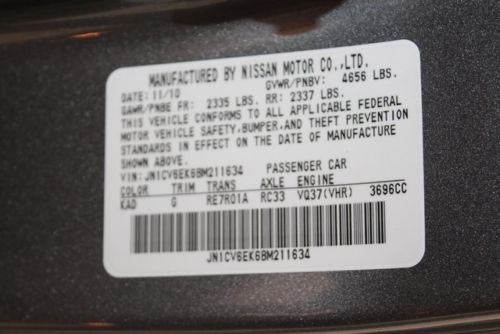 MANUFACTURED BY NISSAN MOTOR CO.,LTD.
DATE: 11/10 GVWR/PNBV: 4656 LBS.
GAWR/PNBE FR: 2335 LBS. RR: 2337 LBS.
THIS VEHICLE CONFORMS TO ALL APPLICABLE FEDERAL
MOTOR VEHICLE SAFETY, BUMPER, AND THEFT PREVENTION
STANDARDS IN EFFECT ON THE DATE OF MANUFACTURE
SHOWN ABOVE.
VIN: JN1CV6EK6BM211634 PASSENGER CAR
COLOR TRIM TRANS AXLE ENGINE
KAD G RE7R01A RC33 VQ37(VHR) 3696CC
JN1CV6EK6BM211634